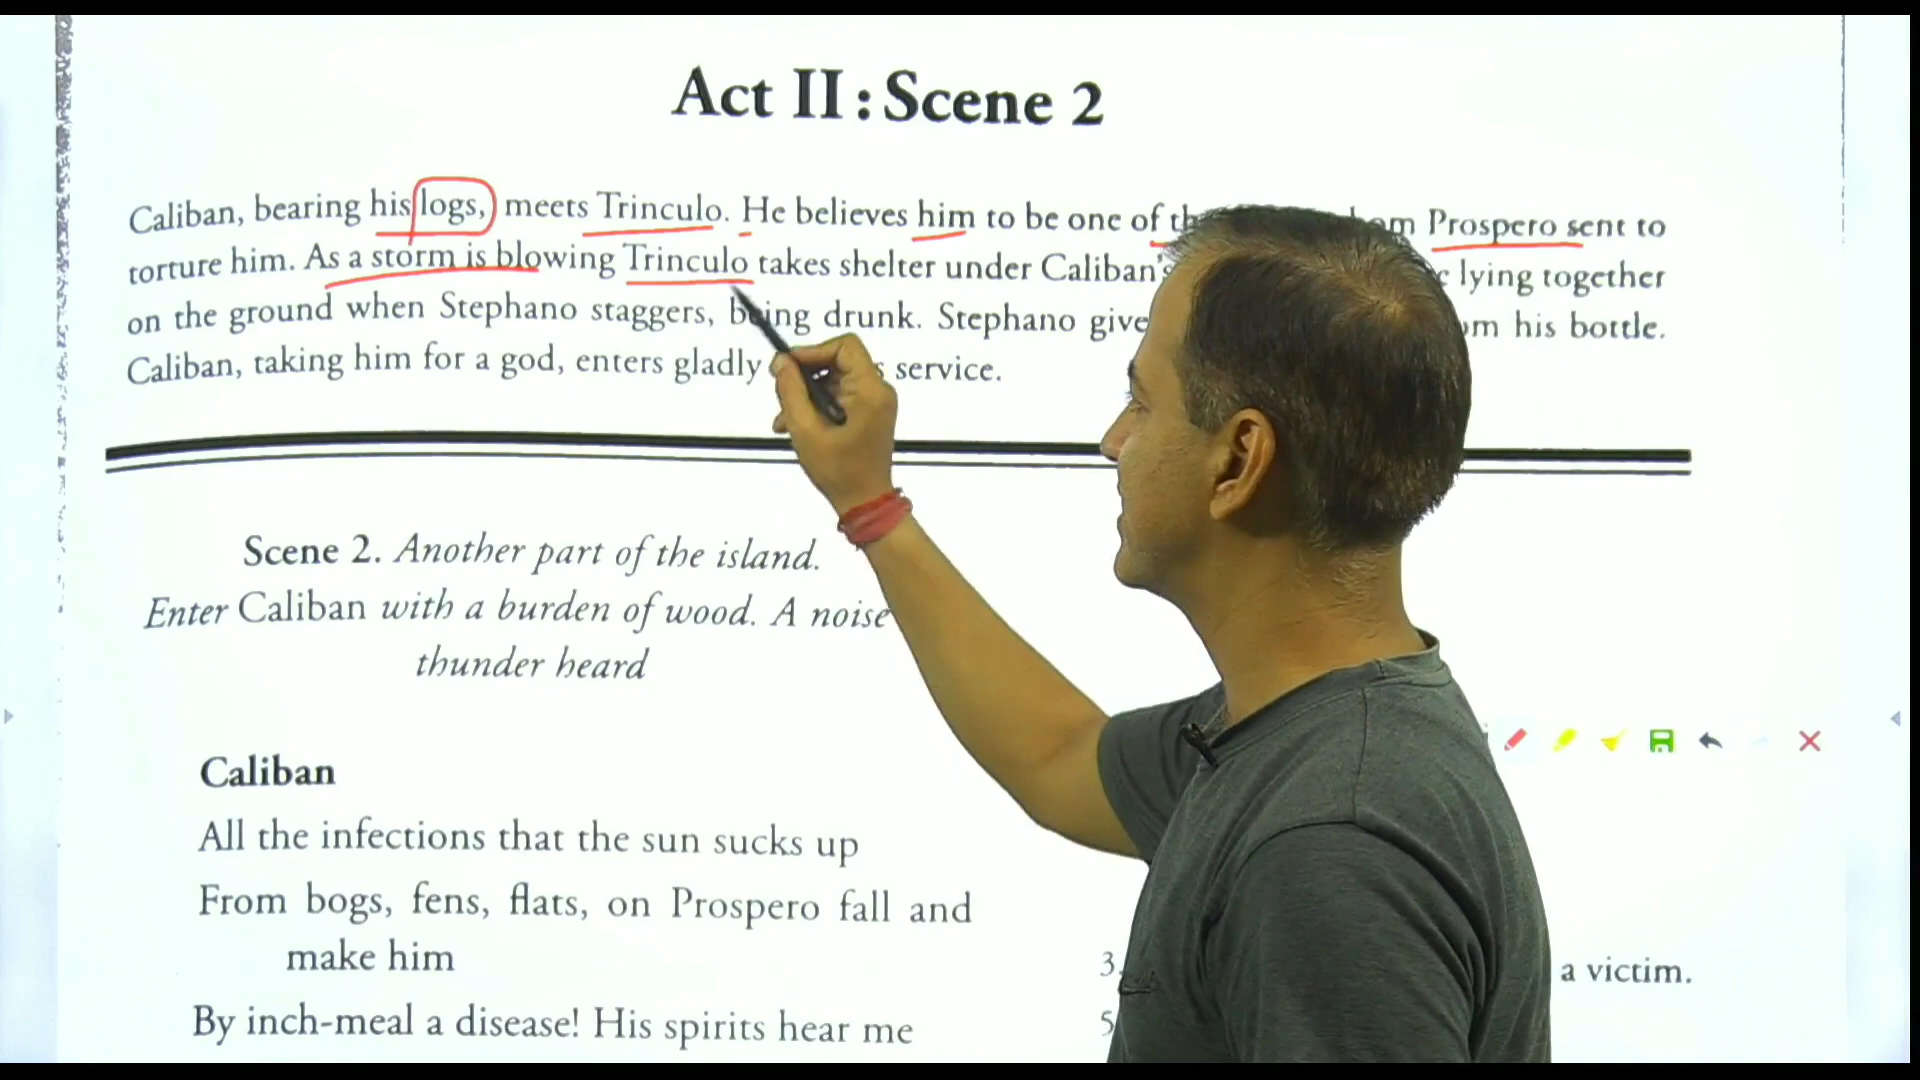 Act II : Scene 2
Caliban, bearing his logs, meets Trinculo. He believes him to be one of Prospero sent to
torture him. As a storm is blowing Trinculo takes shelter under Caliban's lying together
on the ground when Stephano staggers, being drunk. Stephano his bottle.
Caliban, taking him for a god, enters gladly service.
Scene 2. Another part of the island.
Enter Caliban with a burden of wood. A noise
thunder heard
Caliban
All the infections that the sun sucks up
From bogs, fens, flats, on Prospero fall and
make him
3. a victim.
By inch-meal a disease! His spirits hear me
5